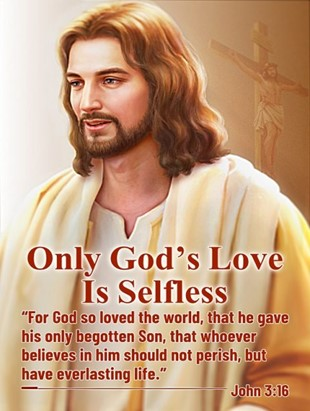 Only God’s Love
Is Selfless
“For God so loved the world, that he gave
his only begotten Son, that whoever
believes in him should not perish, but
have everlasting life.”
John 3:16